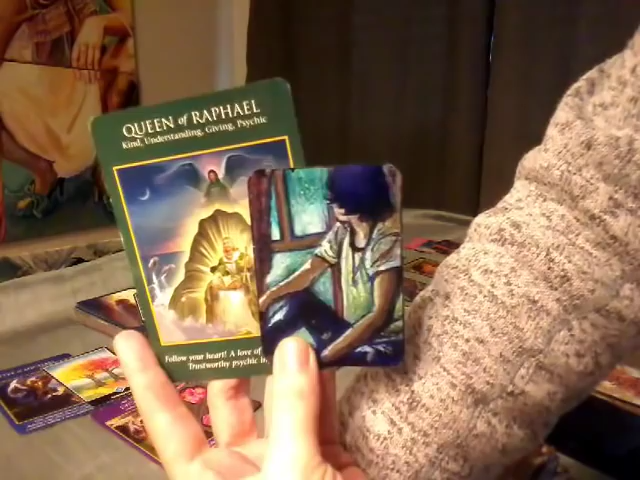 QUEEN of RAPHAEL
Kind, Understanding, Giving, Psychic
Follow your heart! A love of
Trustworthy psychic